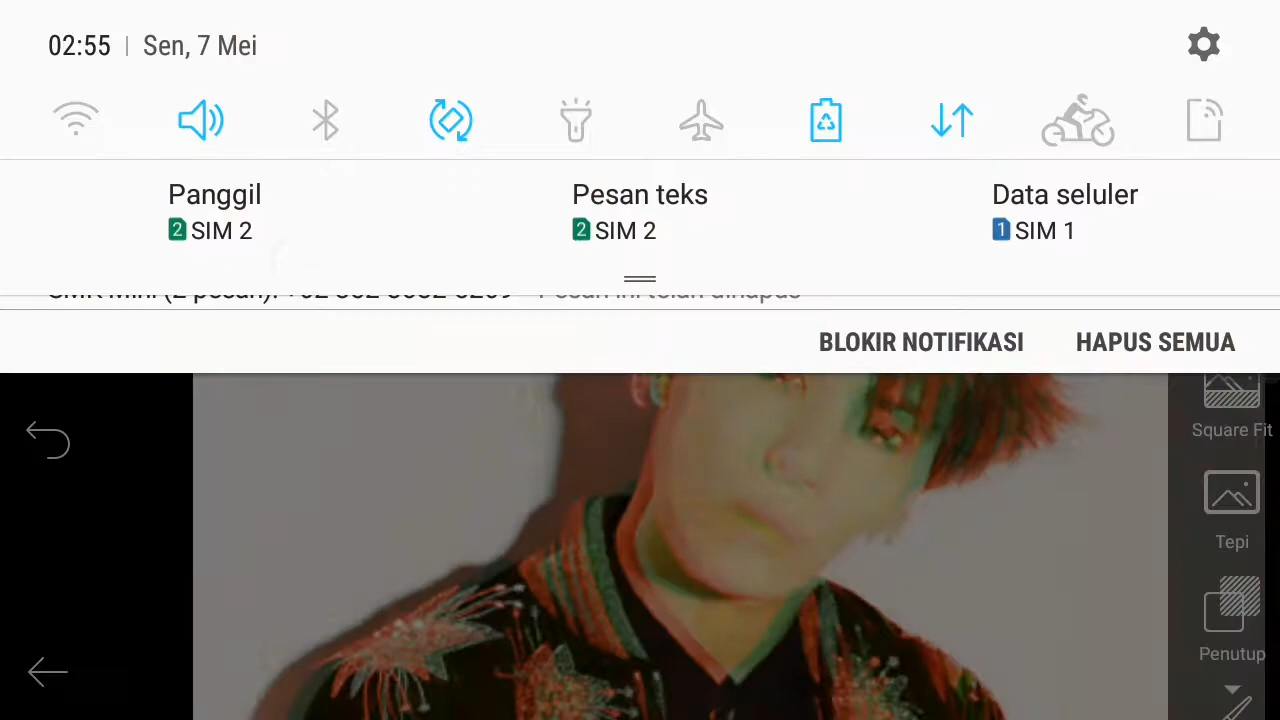 02:55 | Sen, 7 Mei
Panggil
2 SIM 2
Pesan teks
2 SIM 2
Data seluler
1 SIM 1
BLOKIR NOTIFIKASI
HAPUS SEMUA
Square Fit
Tepi
Penutup